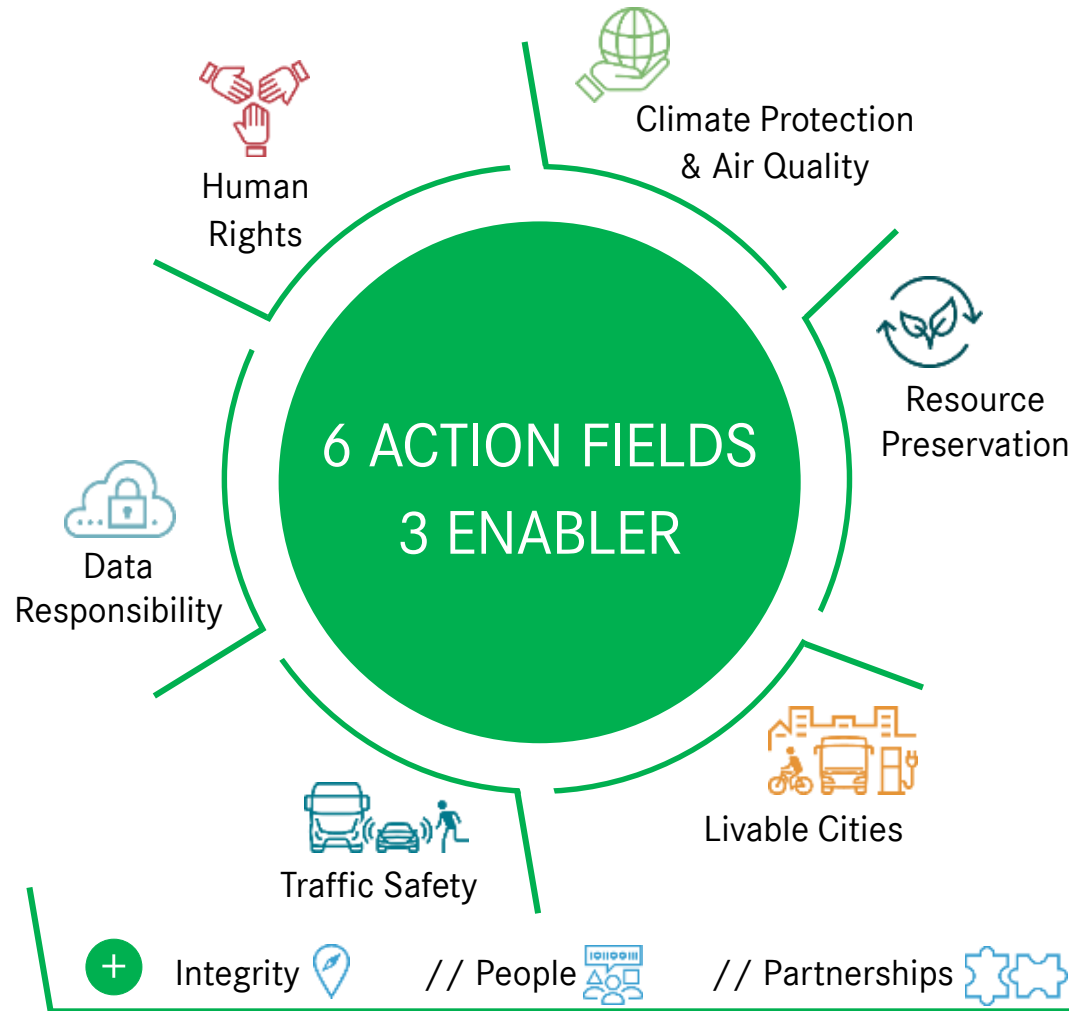 Climate Protection
& Air Quality
Human
Rights
Resource
Preservation
6 ACTION FIELDS
3 ENABLER
Data
Responsibility
Livable Cities
Traffic Safety
+ Integrity // People // Partnerships